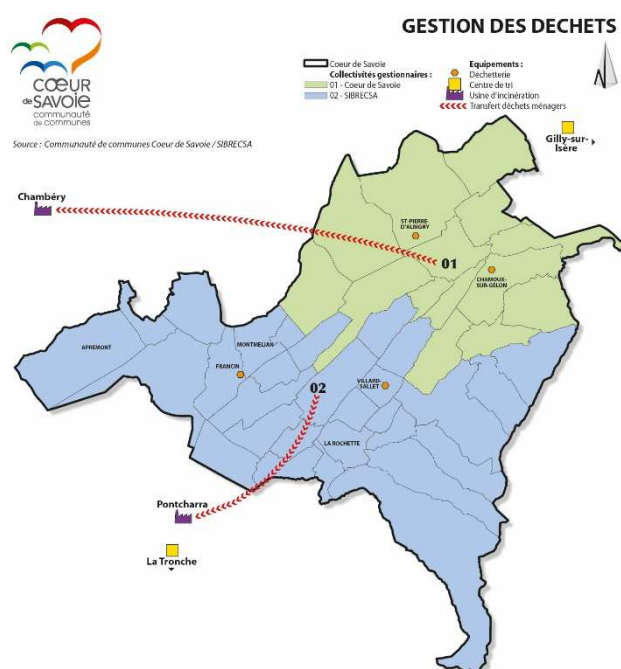 GESTION DES DECHETS
CŒUR
de SAVOIE
communauté
de communes
Coeur de Savoie
Collectivités gestionnaires :
01 - Coeur de Savoie
02 - SIBRECSA
Equipements :
Déchetterie
Centre de tri
Usine d'incinération
Transfert déchets ménagers
Source : Communauté de communes Coeur de Savoie / SIBRECSA
Gilly-sur-
Isère
Chambéry
ST-PIERRE-
D'ALBIGNY
01
CHAMOUX-
SUR-GELON
APREMONT
MONTMELIAN
FRANCIN
02
VILLARD-
SALLET
LA ROCHETTE
Pontcharra
La Tronche